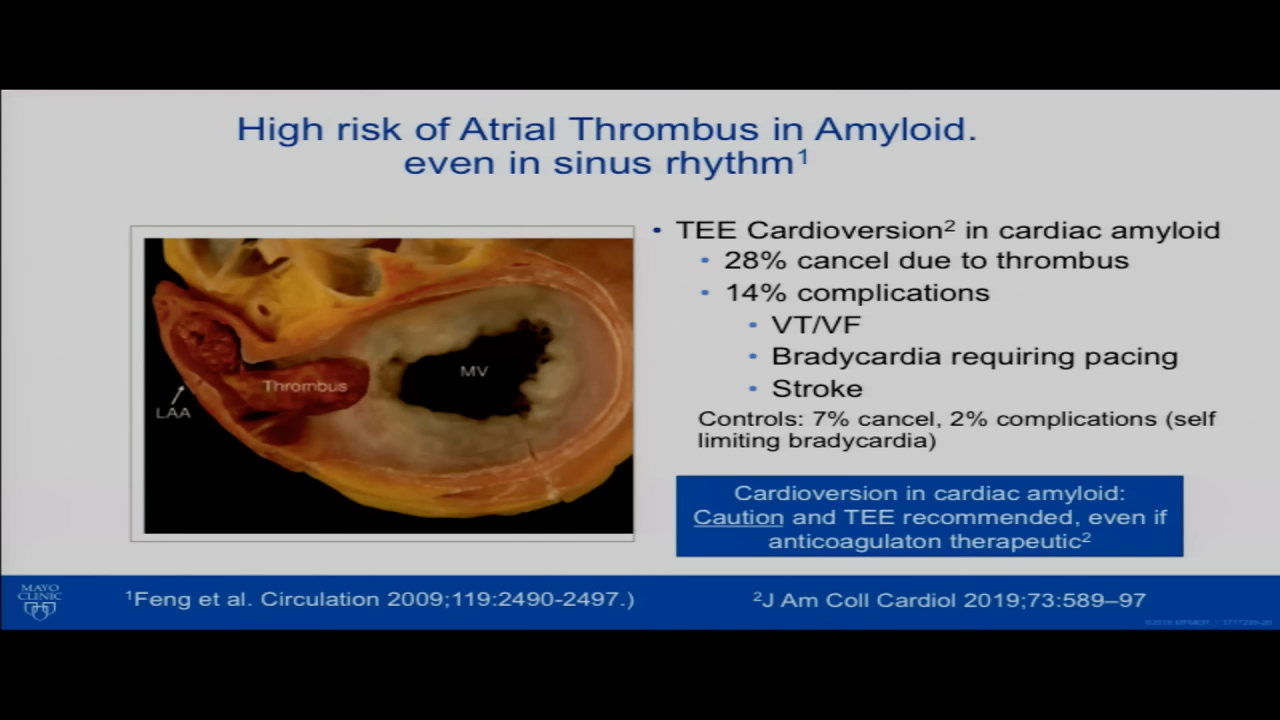 High risk of Atrial Thrombus in Amyloid.
even in sinus rhythm¹
• TEE Cardioversion² in cardiac amyloid
• 28% cancel due to thrombus
• 14% complications
• VT/VF
• Bradycardia requiring pacing
• Stroke
Controls: 7% cancel, 2% complications (self
limiting bradycardia)
Thrombus
MV
LAA
Cardioversion in cardiac amyloid:
Caution and TEE recommended, even if
anticoagulaton therapeutic²
MAYO
CLINIC
¹Feng et al. Circulation 2009;119:2490-2497.)
²J Am Coll Cardiol 2019;73:589–97